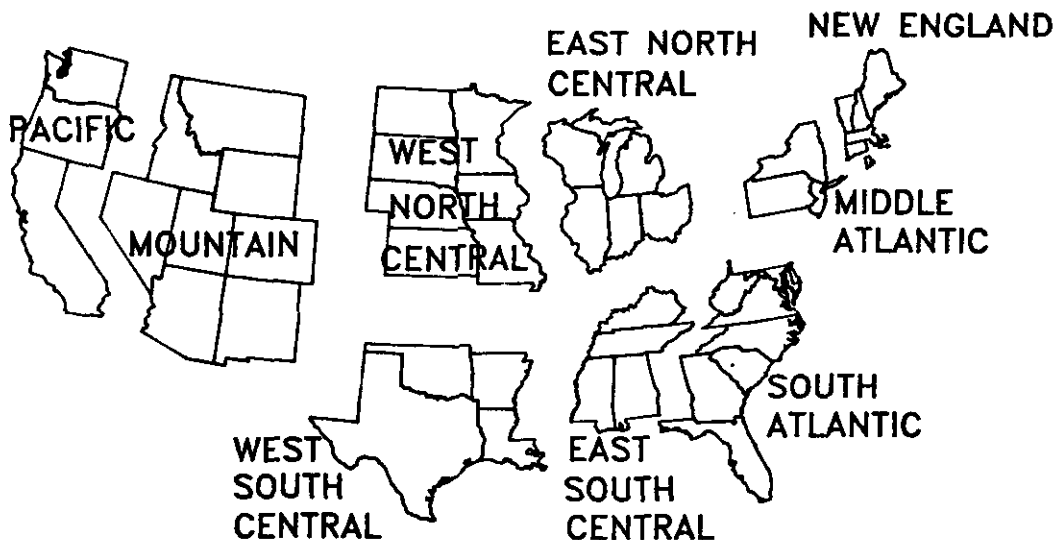 NEW ENGLAND
EAST NORTH
CENTRAL
PACIFIC
WEST
NORTH
CENTRAL
MOUNTAIN
MIDDLE
ATLANTIC
SOUTH
ATLANTIC
WEST
SOUTH
CENTRAL
EAST
SOUTH
CENTRAL